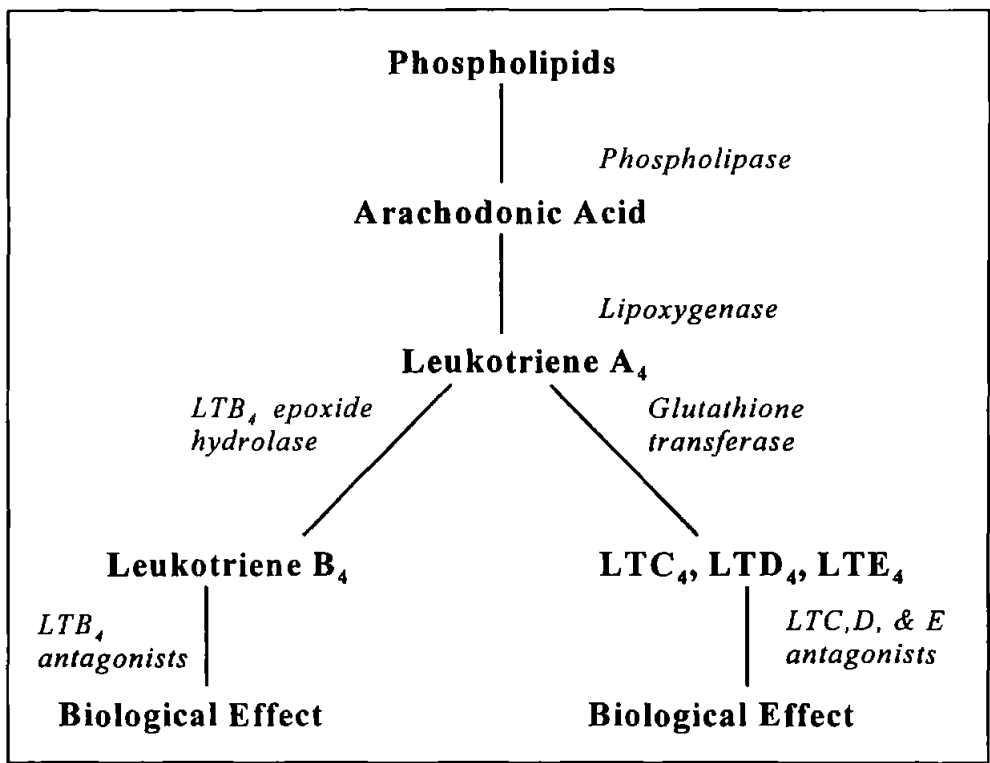 Phospholipids
Phospholipase
Arachodonic Acid
Lipoxygenase
Leukotriene A₄
LTB₄ epoxide
hydrolase
Glutathione
transferase
Leukotriene B₄
LTC₄, LTD₄, LTE₄
LTB₄
antagonists
LTC,D, & E
antagonists
Biological Effect
Biological Effect